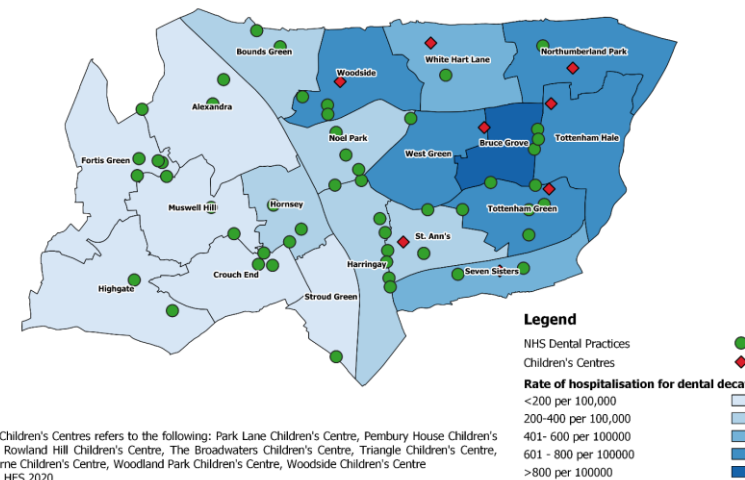 Bounds Green
Woodside
White Hart Lane
Northumberland Park
Alexandra
Noel Park
West Green
Bruce Grove
Tottenham Hale
Fortis Green
Muswell Hill
Hornsey
St. Ann's
Tottenham Green
Crouch End
Harringay
Seven Sisters
Highgate
Stroud Green
Legend
NHS Dental Practices
Children's Centres
Rate of hospitalisation for dental deca
<200 per 100,000
200-400 per 100,000
401- 600 per 100000
601 - 800 per 100000
>800 per 100000
Children's Centres refers to the following: Park Lane Children's Centre, Pembury House Children's
Rowland Hill Children's Centre, The Broadwaters Children's Centre, Triangle Children's Centre,
rne Children's Centre, Woodland Park Children's Centre, Woodside Children's Centre
HES 2020